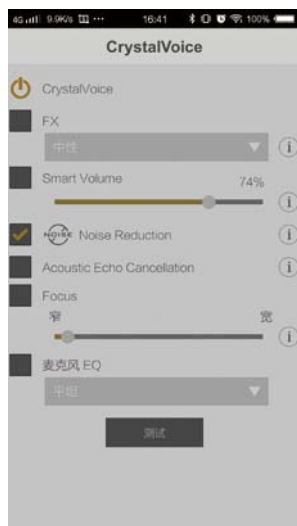 4G 9.9K/s ··· 16:41 100%
CrystalVoice
CrystalVoice
FX
中性
Smart Volume 74%
NOISE Noise Reduction
Acoustic Echo Cancellation
Focus
窄 宽
麦克风 EQ
平坦
测试